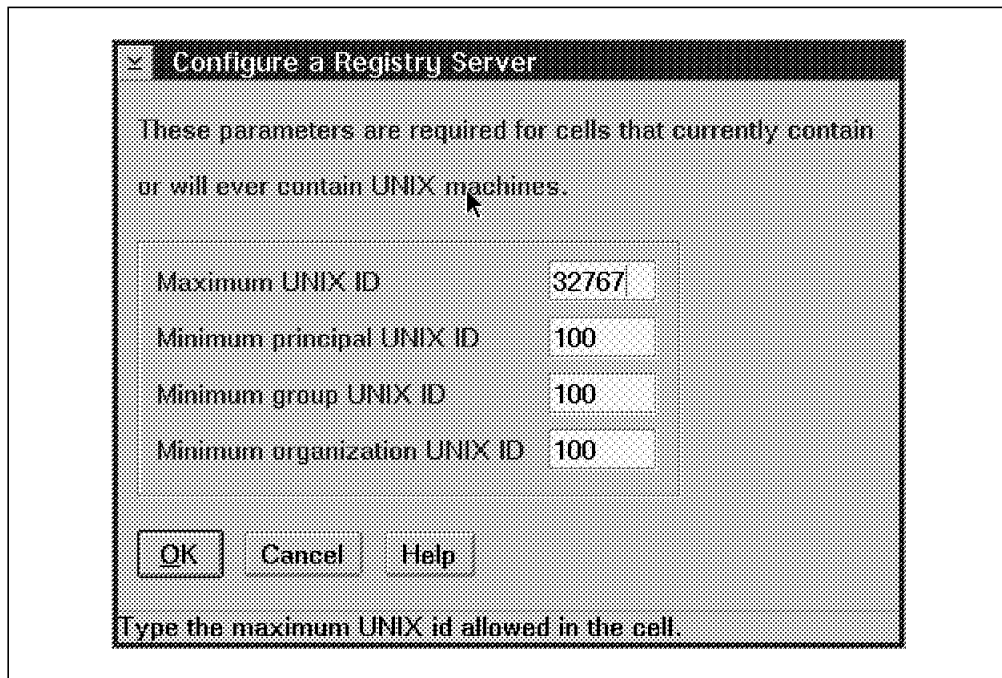 Configure a Registry Server
These parameters are required for cells that currently contain
or will ever contain UNIX machines.
Maximum UNIX ID 32767
Minimum principal UNIX ID 100
Minimum group UNIX ID 100
Minimum organization UNIX ID 100
OK Cancel Help
Type the maximum UNIX id allowed in the cell.